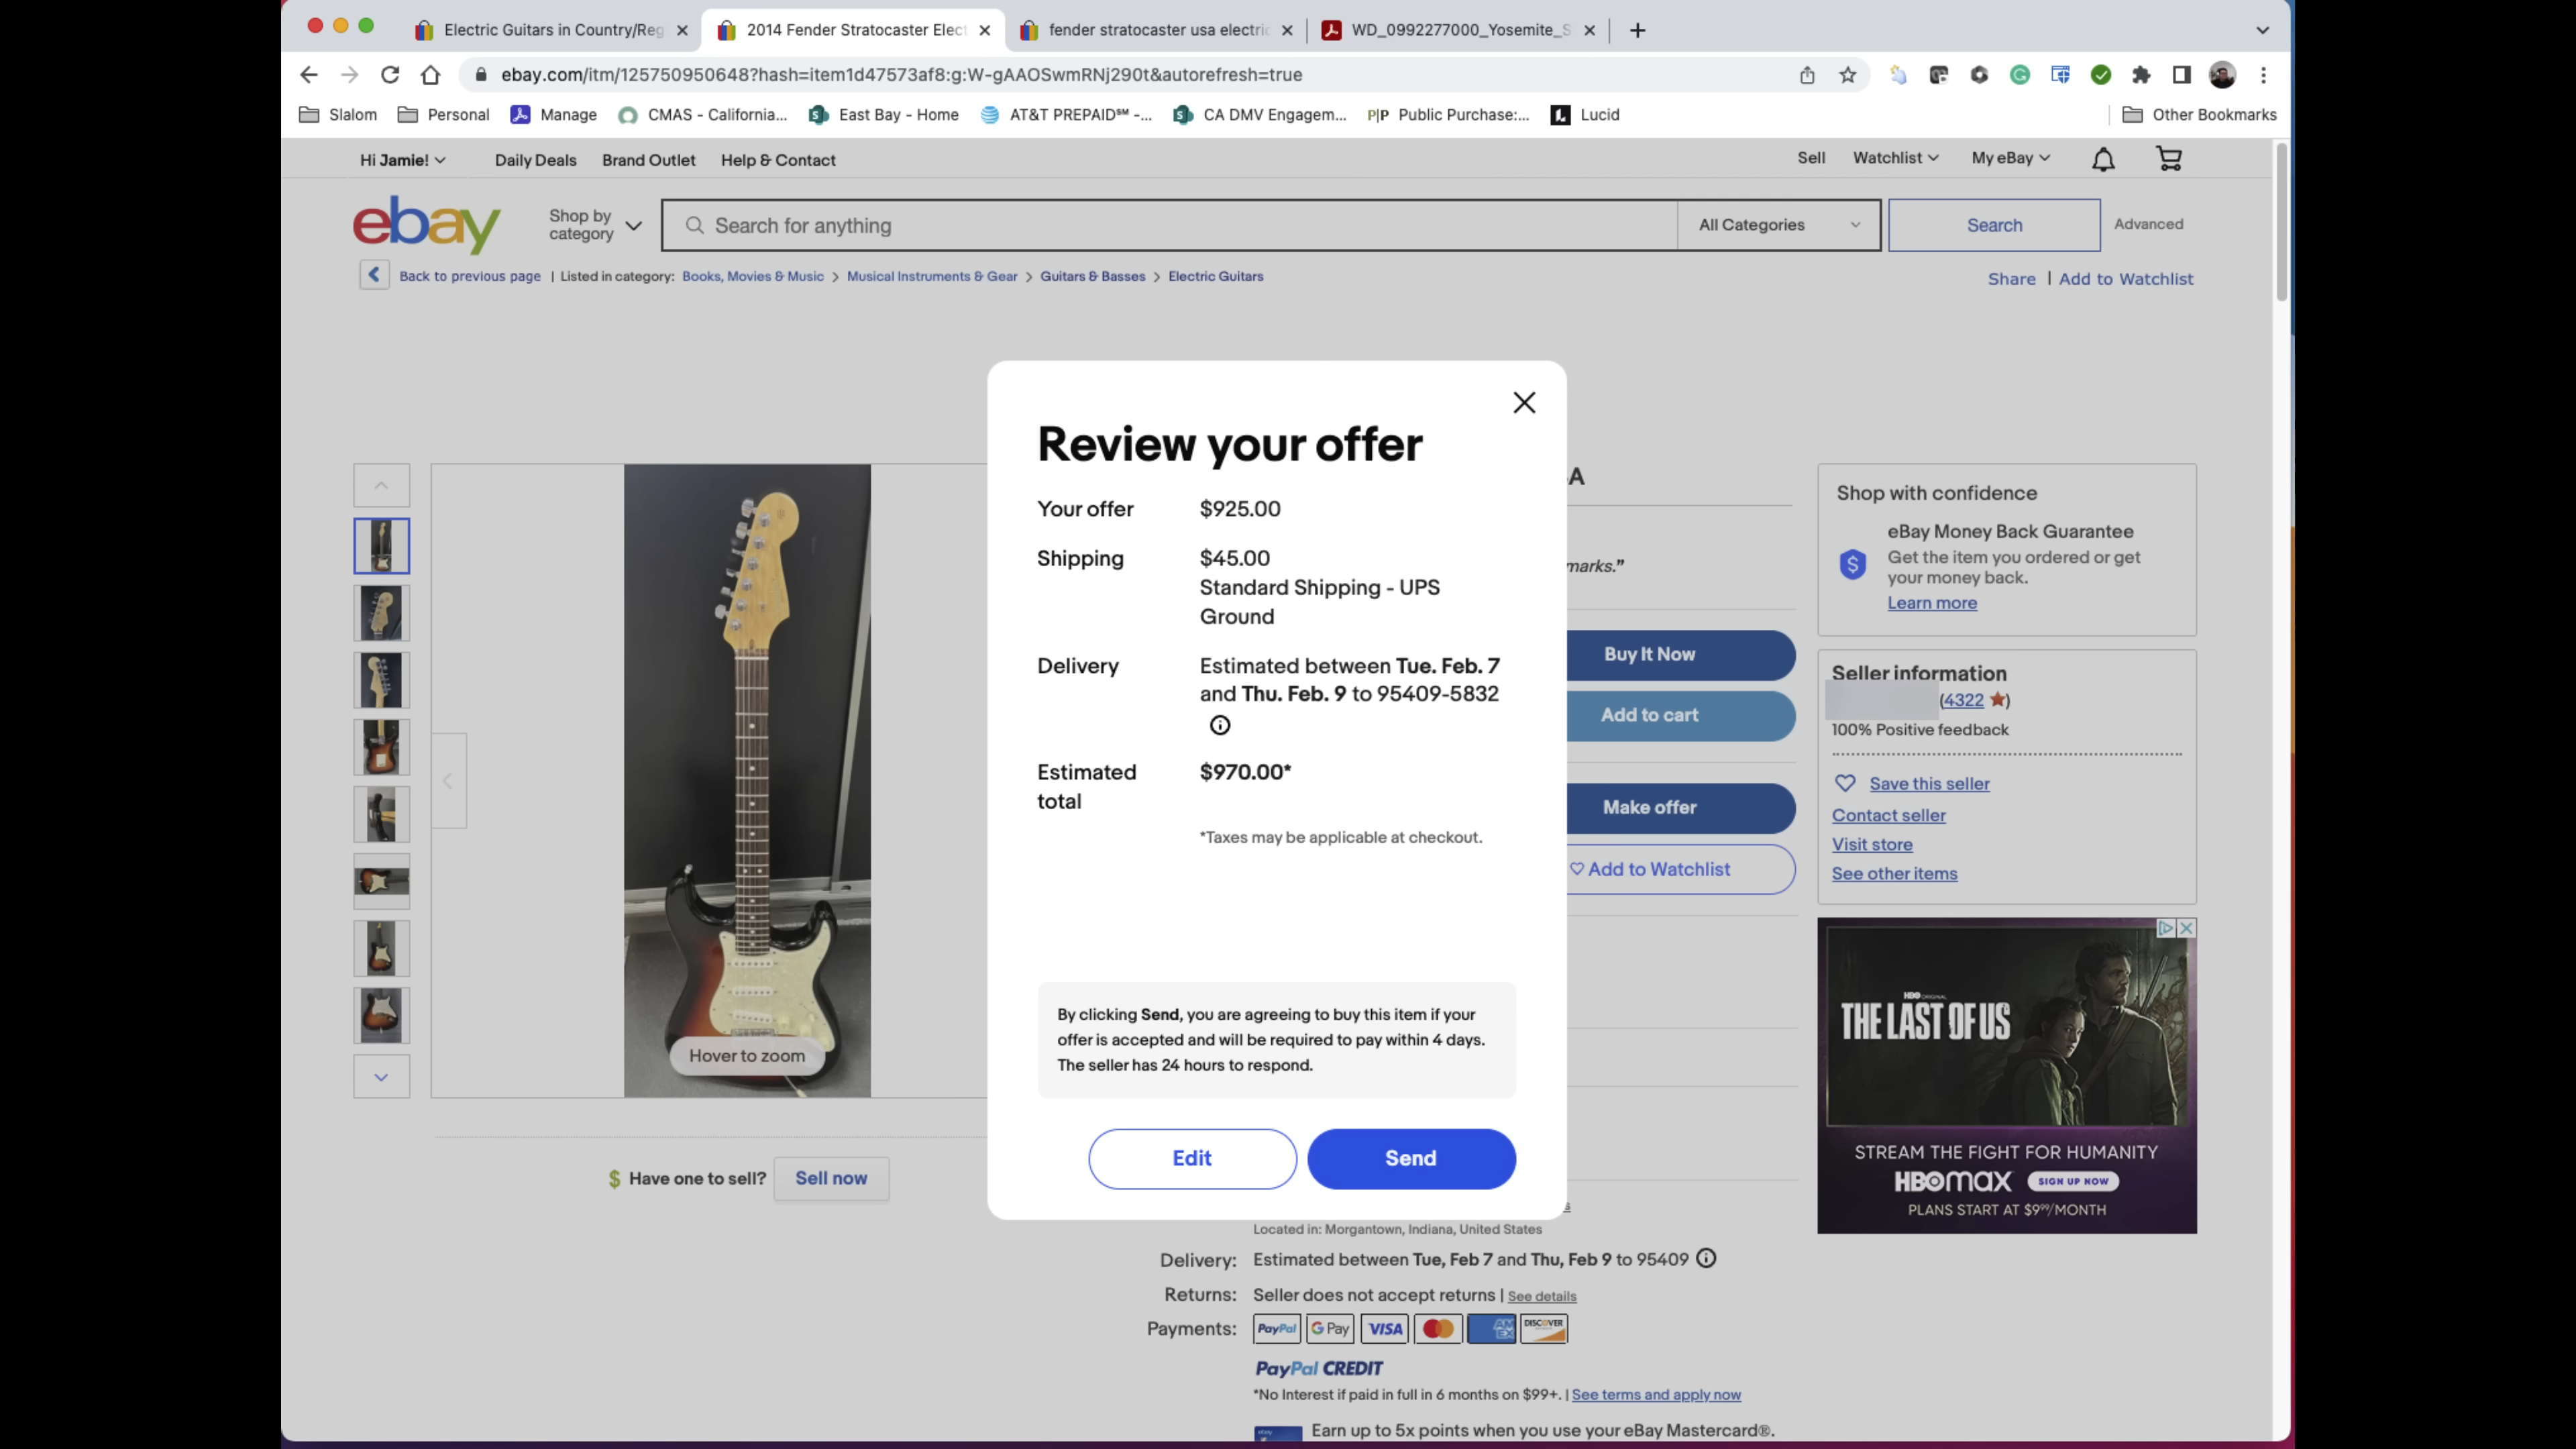 Electric Guitars in Country/Reg
2014 Fender Stratocaster Elect
fender stratocaster usa electric
WD_0992277000_Yosemite_S
ebay.com/itm/125750950648?hash=item1d47573af8:g:W-gAAOSwmRNj290t&autorefresh=true
Slalom
Personal
Manage
CMAS - California...
East Bay - Home
AT&T PREPAID℠ -...
CA DMV Engagem...
P|P Public Purchase:...
Lucid
Other Bookmarks
Hi Jamie!
Daily Deals
Brand Outlet
Help & Contact
Sell
Watchlist
My eBay
ebay
Shop by category
Search for anything
All Categories
Search
Advanced
Back to previous page | Listed in category: Books, Movies & Music > Musical Instruments & Gear > Guitars & Basses > Electric Guitars
Share | Add to Watchlist
Hover to zoom
$ Have one to sell? Sell now
Review your offer
Your offer $925.00
Shipping $45.00
Standard Shipping - UPS
Ground
Delivery Estimated between Tue. Feb. 7
and Thu. Feb. 9 to 95409-5832
Estimated $970.00*
total
*Taxes may be applicable at checkout.
By clicking Send, you are agreeing to buy this item if your
offer is accepted and will be required to pay within 4 days.
The seller has 24 hours to respond.
Edit
Send
A
marks.”
Buy It Now
Add to cart
Make offer
Add to Watchlist
Located in: Morgantown, Indiana, United States
Delivery: Estimated between Tue, Feb 7 and Thu, Feb 9 to 95409
Returns: Seller does not accept returns | See details
Payments: PayPal G Pay VISA AMEX DISCOVER
PayPal CREDIT
*No Interest if paid in full in 6 months on $99+. | See terms and apply now
ebay Earn up to 5x points when you use your eBay Mastercard®.
Shop with confidence
eBay Money Back Guarantee
Get the item you ordered or get
your money back.
Learn more
Seller information
(4322 ★)
100% Positive feedback
Save this seller
Contact seller
Visit store
See other items
HBO ORIGINAL
THE LAST OF US
STREAM THE FIGHT FOR HUMANITY
HBOmax SIGN UP NOW
PLANS START AT $9⁹⁹/MONTH